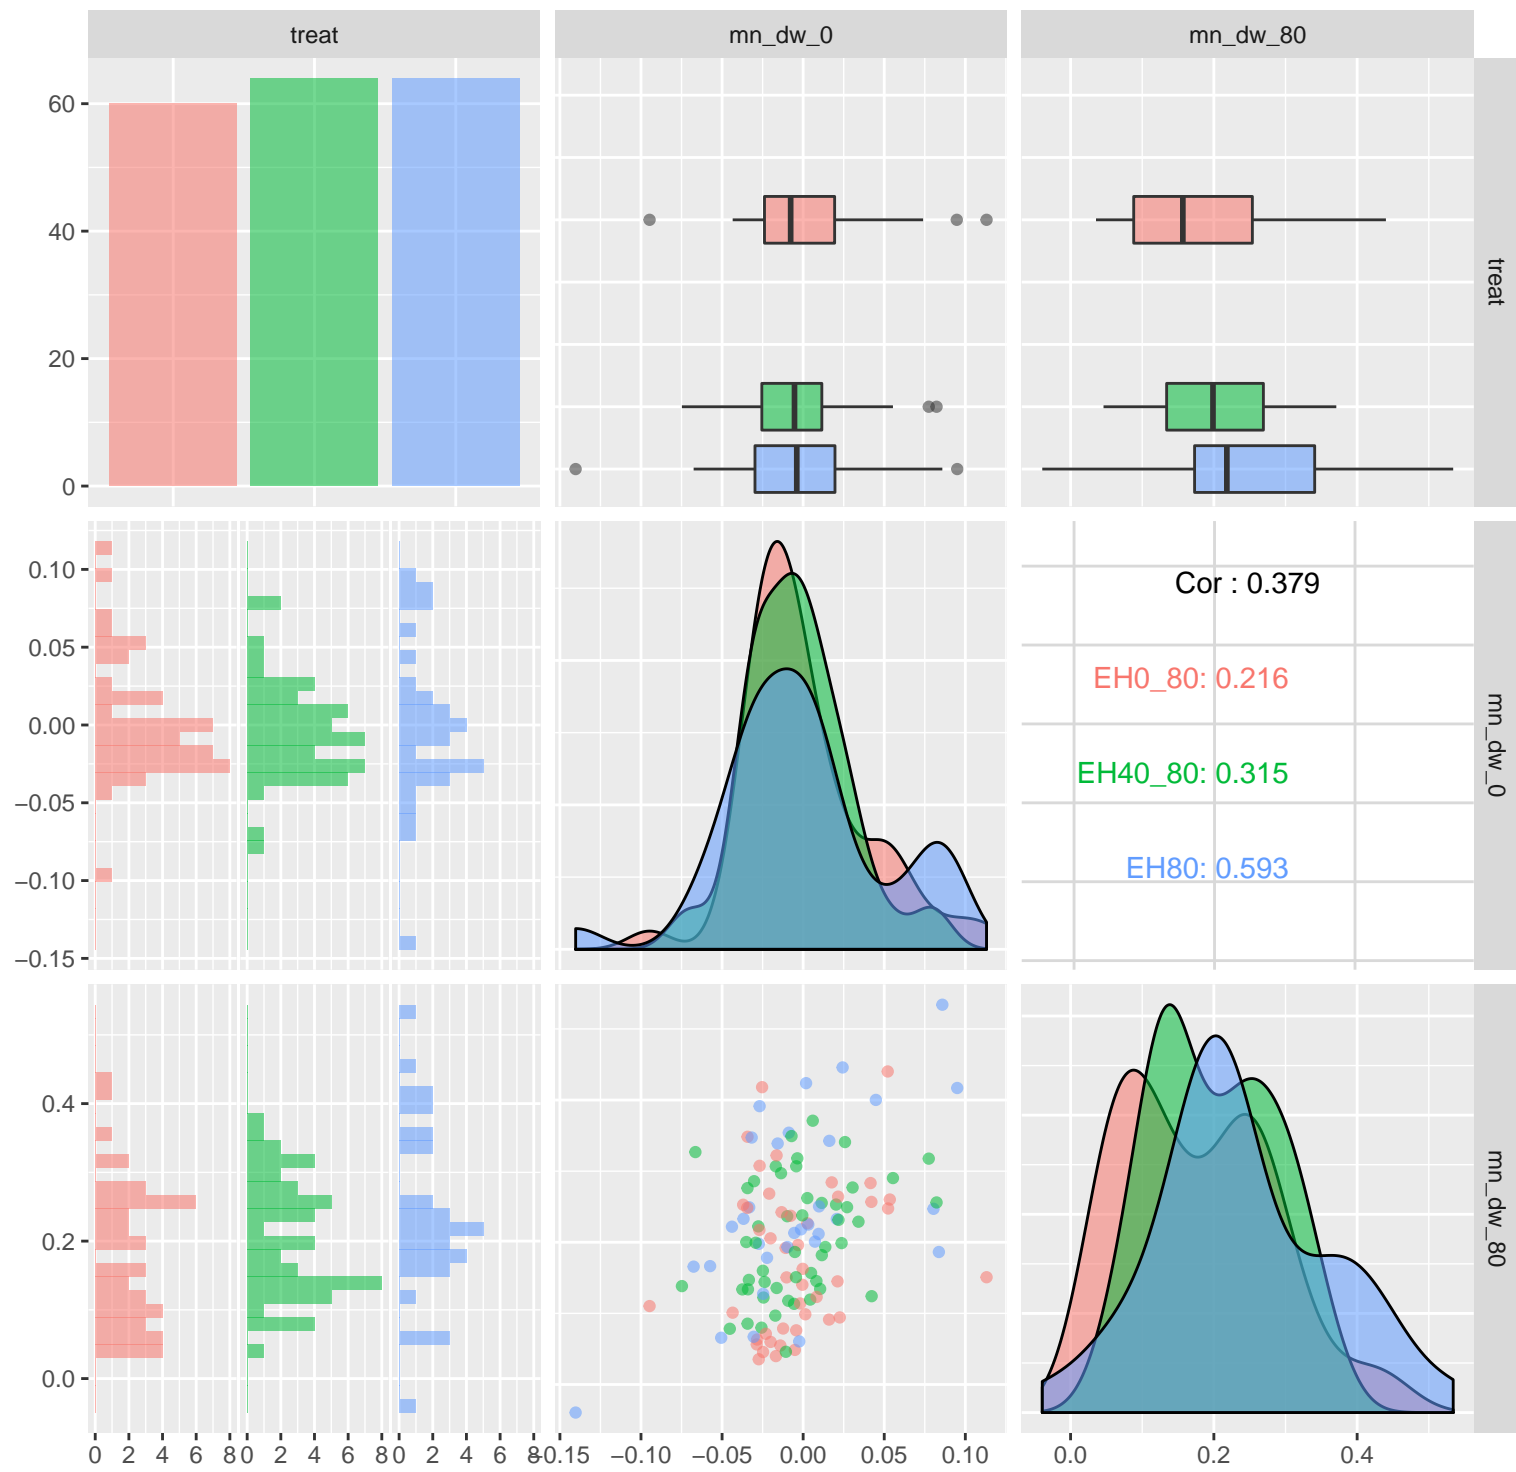 treat
mn_dw_0
mn_dw_80
60
40
20
0
treat
0.10
0.05
0.00
−0.05
−0.10
−0.15
Cor : 0.379
EH0_80: 0.216
EH40_80: 0.315
EH80: 0.593
mn_dw_0
0.4
0.2
0.0
mn_dw_80
0 2 4 6 8 0 2 4 6 8 0 2 4 6 8
−0.15 −0.10 −0.05 0.00 0.05 0.10
0.0 0.2 0.4